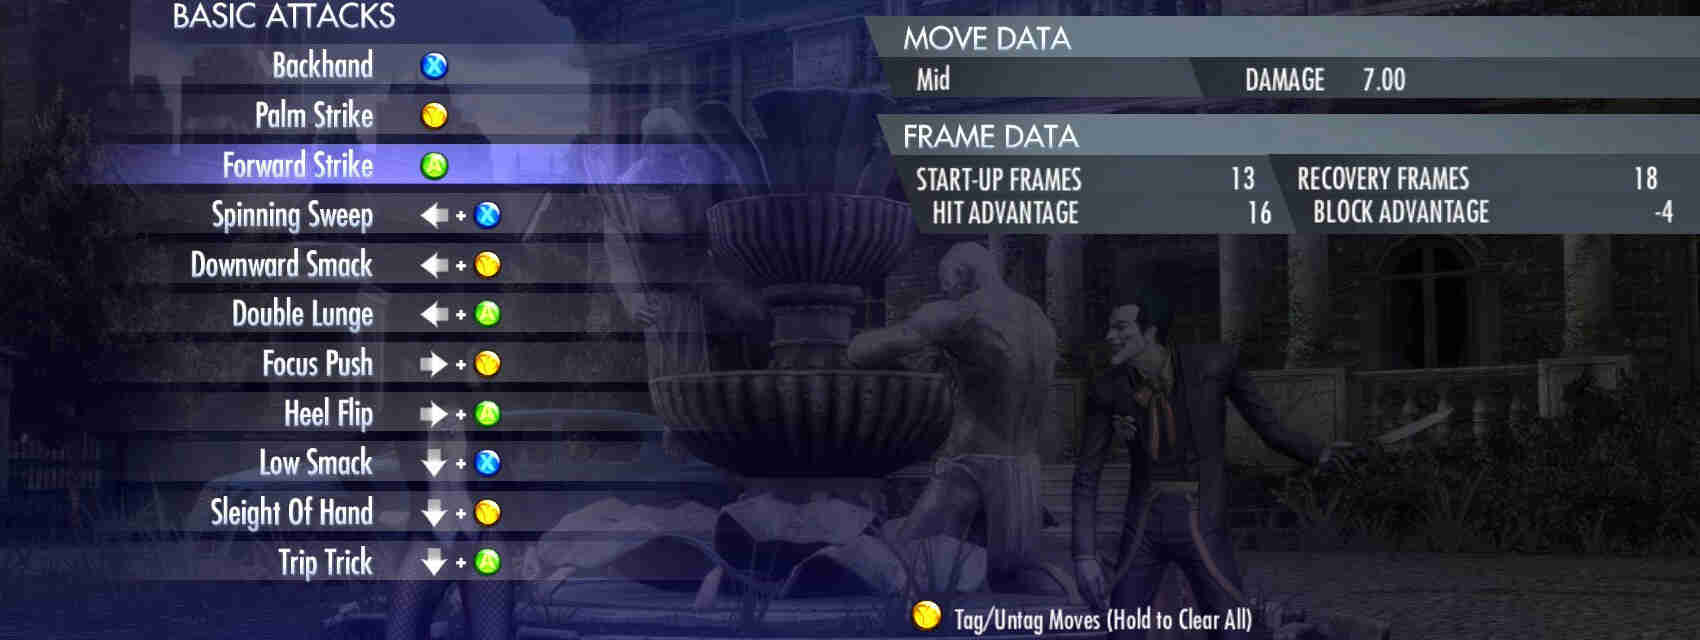 BASIC ATTACKS
Backhand X
Palm Strike Y
Forward Strike A
Spinning Sweep + X
Downward Smack + Y
Double Lunge + A
Focus Push + Y
Heel Flip + A
Low Smack + X
Sleight Of Hand + Y
Trip Trick + A
MOVE DATA
Mid DAMAGE 7.00
FRAME DATA
START-UP FRAMES 13 RECOVERY FRAMES 18
HIT ADVANTAGE 16 BLOCK ADVANTAGE -4
Y Tag/Untag Moves (Hold to Clear All)